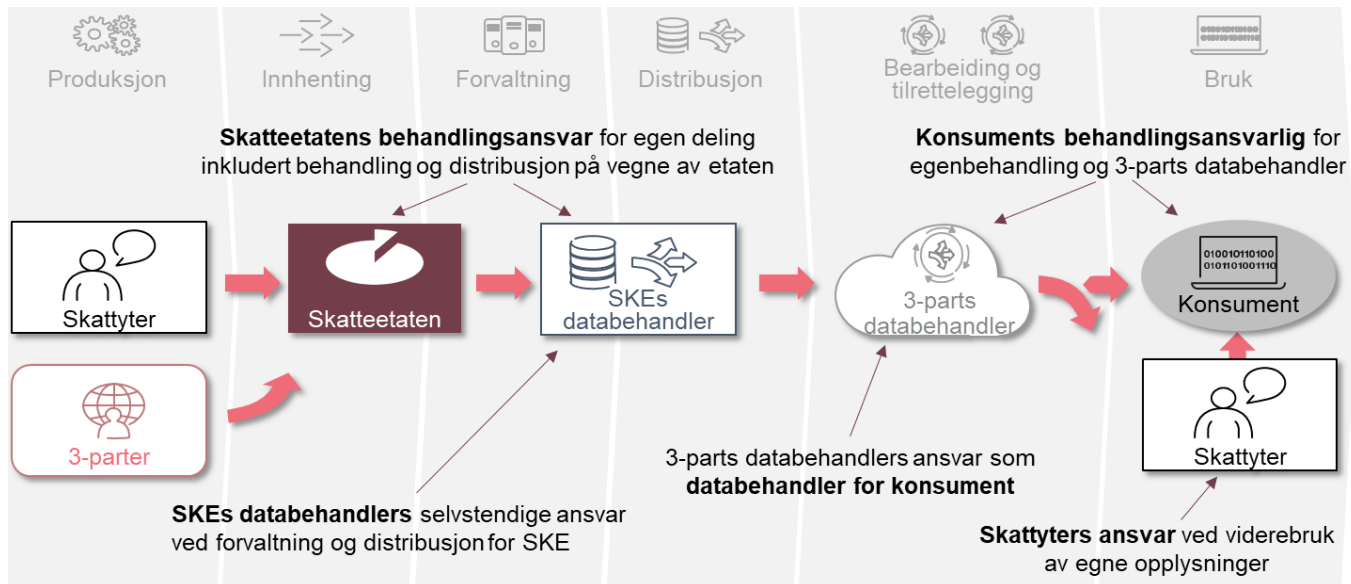 Produksjon
Innhenting
Forvaltning
Distribusjon
Bearbeiding og
tilrettelegging
010010110100
0101101001110
Bruk
Skatteetatens behandlingsansvar for egen deling
inkludert behandling og distribusjon på vegne av etaten
Konsuments behandlingsansvarlig for
egenbehandling og 3-parts databehandler
Skattyter
Skatteetaten
SKEs
databehandler
3-parts
databehandler
010010110100
0101101001110
Konsument
3-parter
Skattyter
3-parts databehandlers ansvar som
databehandler for konsument
SKEs databehandlers selvstendige ansvar
ved forvaltning og distribusjon for SKE
Skattyters ansvar ved viderebruk
av egne opplysninger